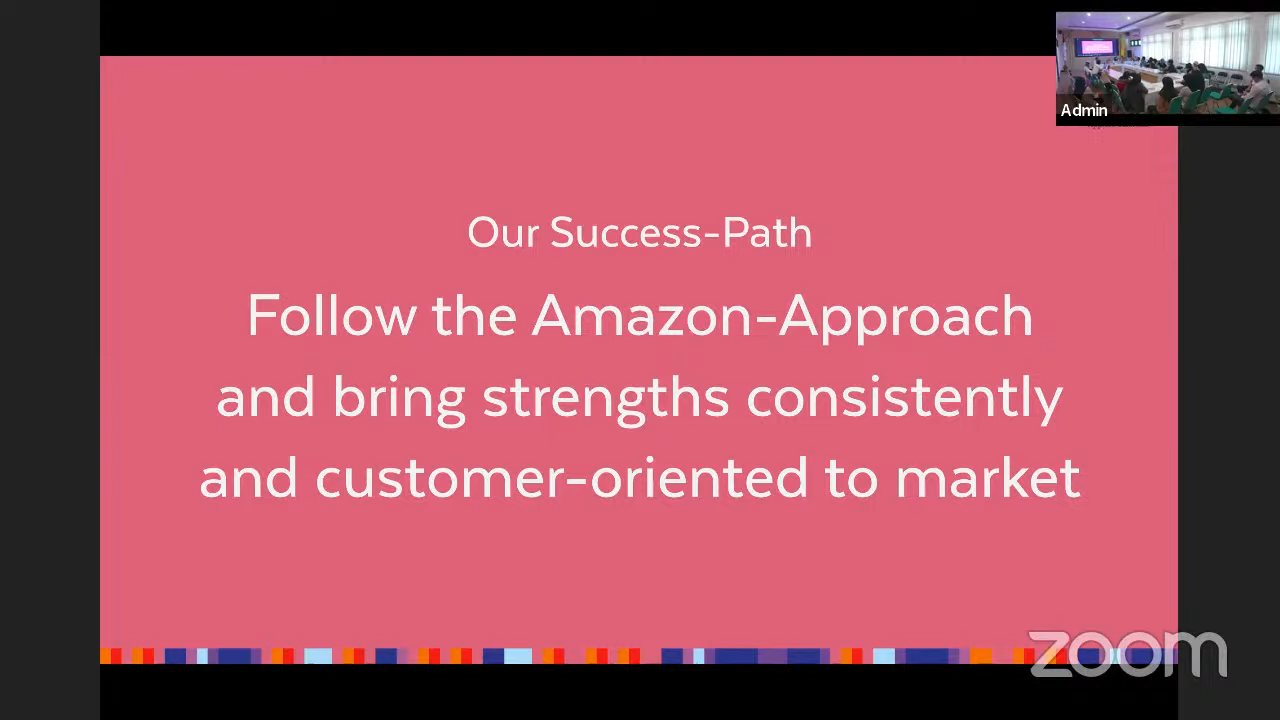 Admin
Our Success-Path
Follow the Amazon-Approach
and bring strengths consistently
and customer-oriented to market
zoom